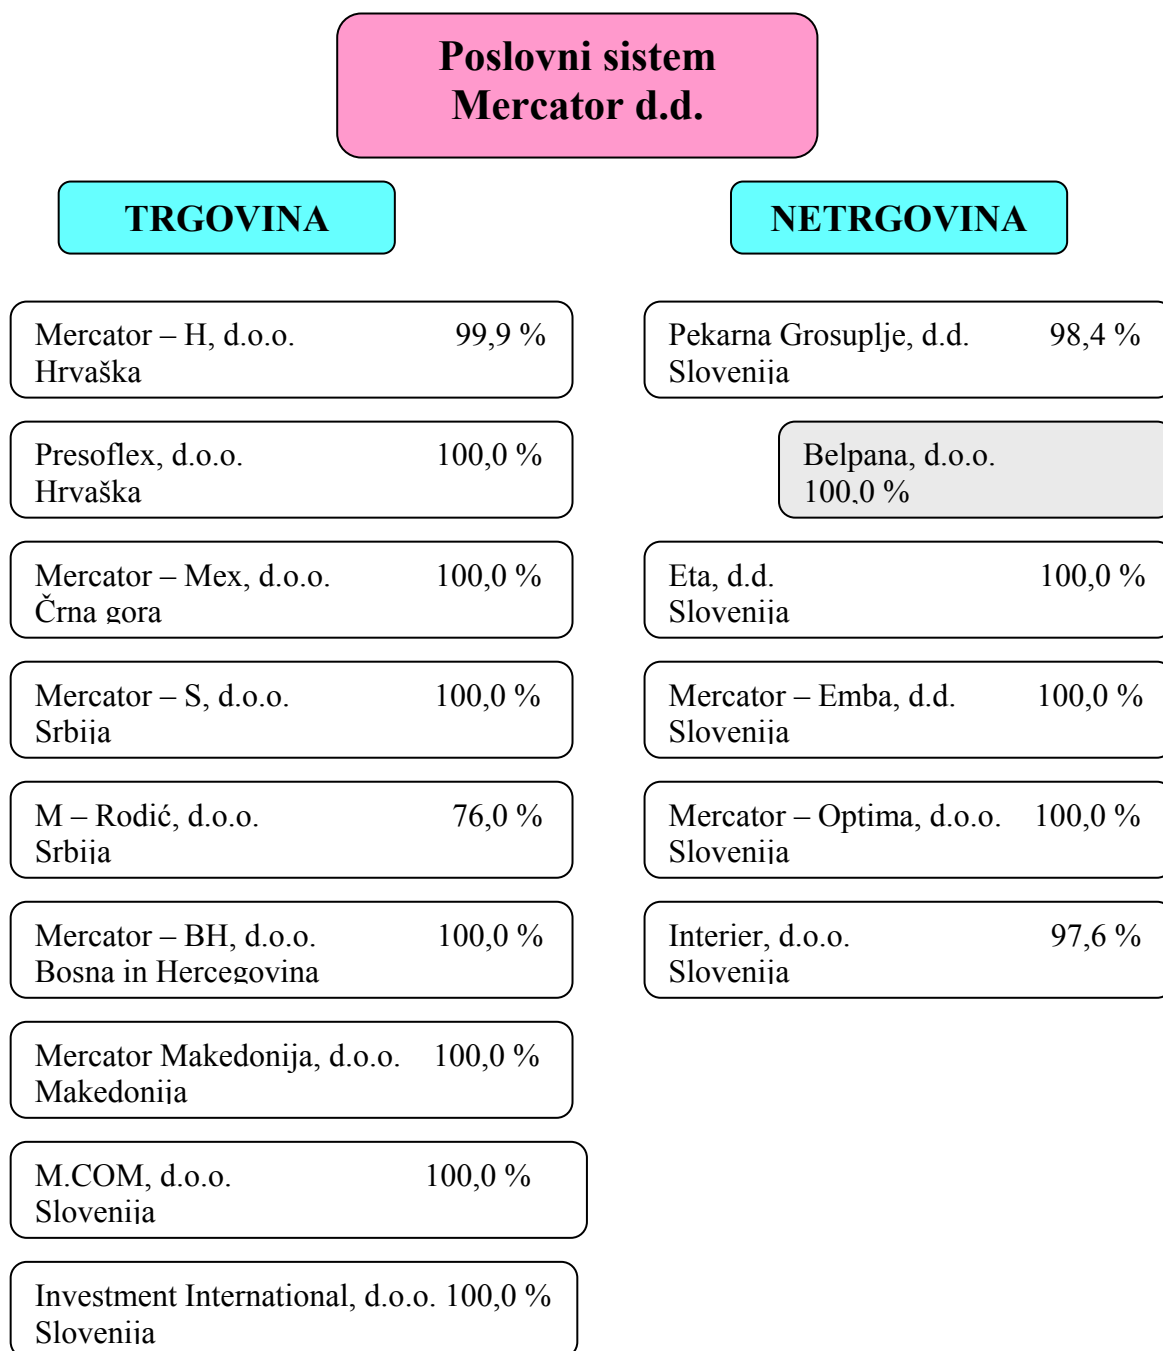 Poslovni sistem
Mercator d.d.
TRGOVINA
Mercator – H, d.o.o. 99,9 %
Hrvaška
Presoflex, d.o.o. 100,0 %
Hrvaška
Mercator – Mex, d.o.o. 100,0 %
Črna gora
Mercator – S, d.o.o. 100,0 %
Srbija
M – Rodić, d.o.o. 76,0 %
Srbija
Mercator – BH, d.o.o. 100,0 %
Bosna in Hercegovina
Mercator Makedonija, d.o.o. 100,0 %
Makedonija
M.COM, d.o.o. 100,0 %
Slovenija
Investment International, d.o.o. 100,0 %
Slovenija
NETRGOVINA
Pekarna Grosuplje, d.d. 98,4 %
Slovenija
Belpana, d.o.o.
100,0 %
Eta, d.d. 100,0 %
Slovenija
Mercator – Emba, d.d. 100,0 %
Slovenija
Mercator – Optima, d.o.o. 100,0 %
Slovenija
Interier, d.o.o. 97,6 %
Slovenija